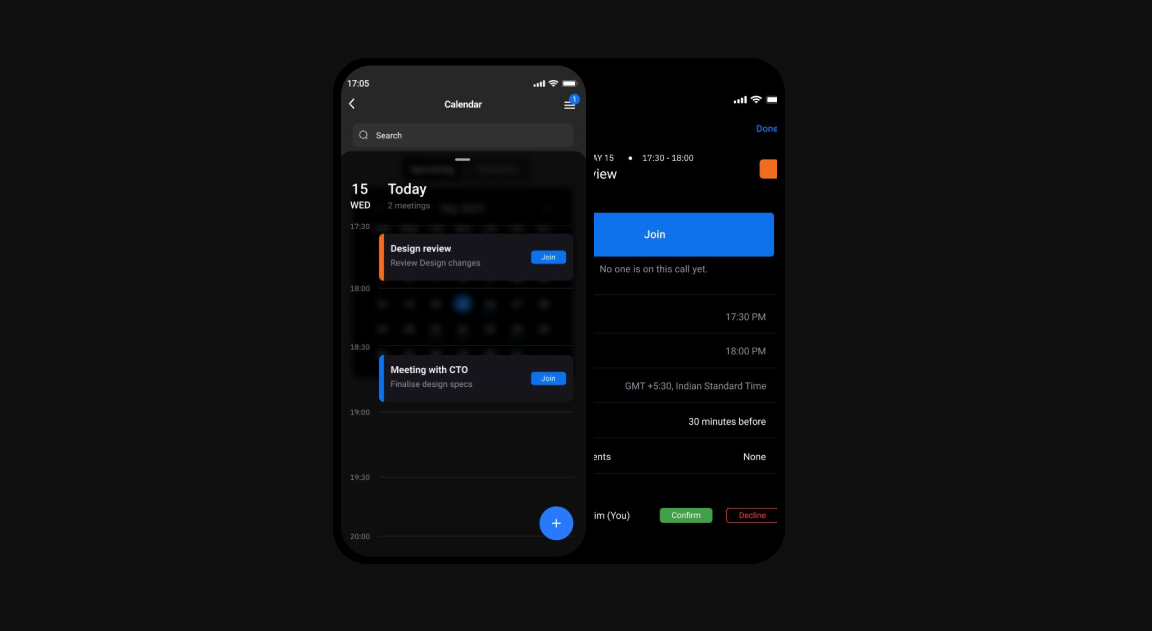 17:05
Calendar
1
Search
15 Today
WED 2 meetings
17:30
Design review
Review Design changes
Join
18:00
18:30
Meeting with CTO
Finalise design specs
Join
19:00
19:30
20:00
Done
AY 15 • 17:30 - 18:00
view
Join
No one is on this call yet.
17:30 PM
18:00 PM
GMT +5:30, Indian Standard Time
30 minutes before
ents None
im (You) Confirm Decline